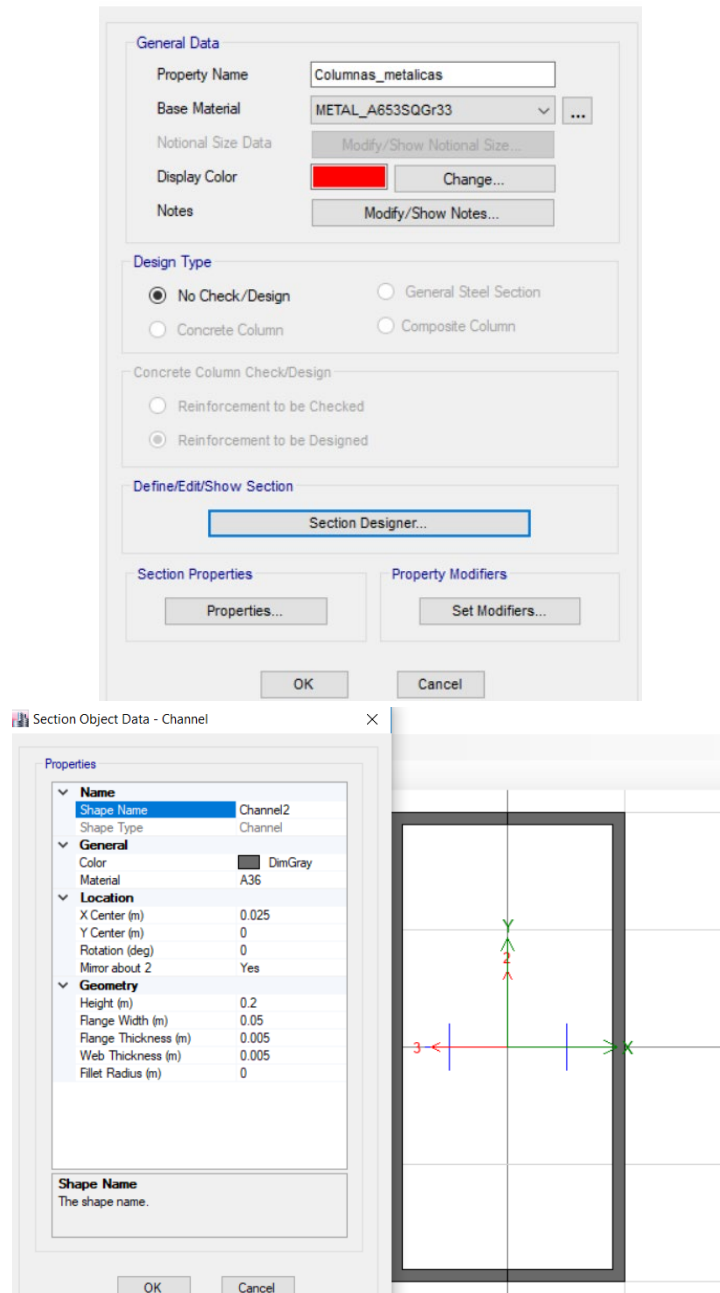 General Data
Property Name Columnas_metalicas
Base Material METAL_A653SQGr33 ...
Notional Size Data Modify/Show Notional Size...
Display Color Change...
Notes Modify/Show Notes...
Design Type
No Check/Design General Steel Section
Concrete Column Composite Column
Concrete Column Check/Design
Reinforcement to be Checked
Reinforcement to be Designed
Define/Edit/Show Section
Section Designer...
Section Properties Property Modifiers
Properties... Set Modifiers...
OK Cancel
Section Object Data - Channel
Properties
Name
Shape Name Channel2
Shape Type Channel
General
Color DimGray
Material A36
Location
X Center (m) 0.025
Y Center (m) 0
Rotation (deg) 0
Mirror about 2 Yes
Geometry
Height (m) 0.2
Flange Width (m) 0.05
Flange Thickness (m) 0.005
Web Thickness (m) 0.005
Fillet Radius (m) 0
Shape Name
The shape name.
OK Cancel
Y
2
3 X